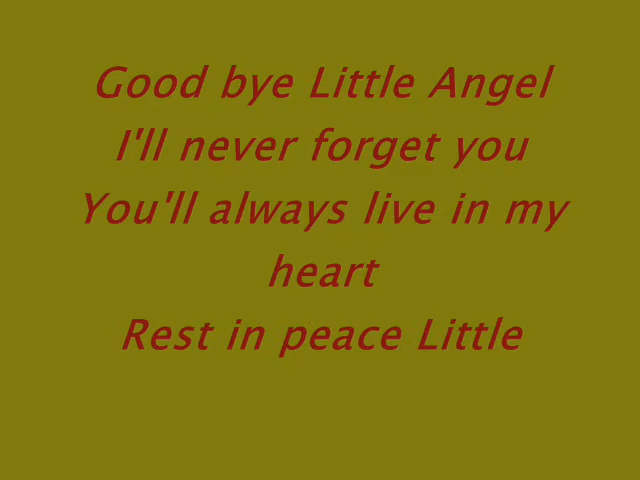 Good bye Little Angel
I'll never forget you
You'll always live in my
heart
Rest in peace Little